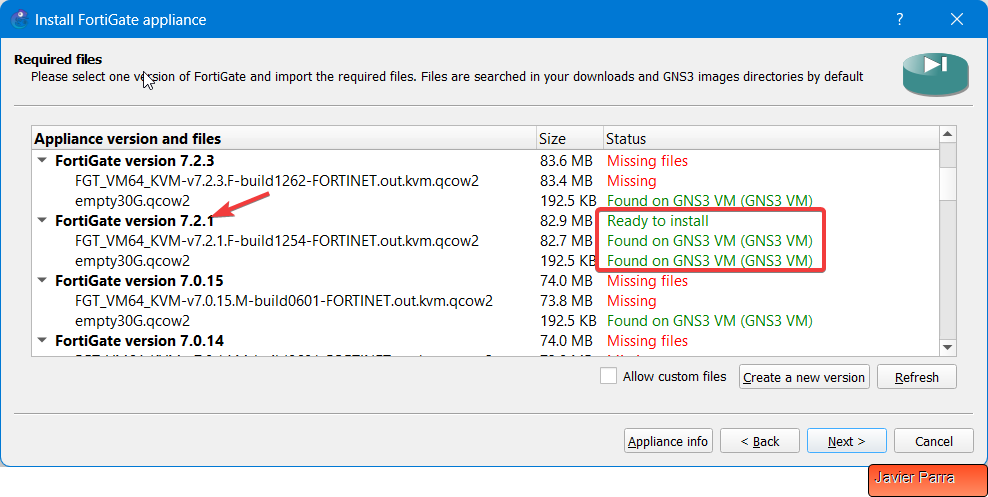 Install FortiGate appliance ?
Required files
Please select one version of FortiGate and import the required files. Files are searched in your downloads and GNS3 images directories by default
Appliance version and files Size Status
FortiGate version 7.2.3 83.6 MB Missing files
FGT_VM64_KVM-v7.2.3.F-build1262-FORTINET.out.kvm.qcow2 83.4 MB Missing
empty30G.qcow2 192.5 KB Found on GNS3 VM (GNS3 VM)
FortiGate version 7.2.1 82.9 MB Ready to install
FGT_VM64_KVM-v7.2.1.F-build1254-FORTINET.out.kvm.qcow2 82.7 MB Found on GNS3 VM (GNS3 VM)
empty30G.qcow2 192.5 KB Found on GNS3 VM (GNS3 VM)
FortiGate version 7.0.15 74.0 MB Missing files
FGT_VM64_KVM-v7.0.15.M-build0601-FORTINET.out.kvm.qcow2 73.8 MB Missing
empty30G.qcow2 192.5 KB Found on GNS3 VM (GNS3 VM)
FortiGate version 7.0.14 74.0 MB Missing files
Allow custom files Create a new version Refresh
Appliance info < Back Next > Cancel
Javier Parra